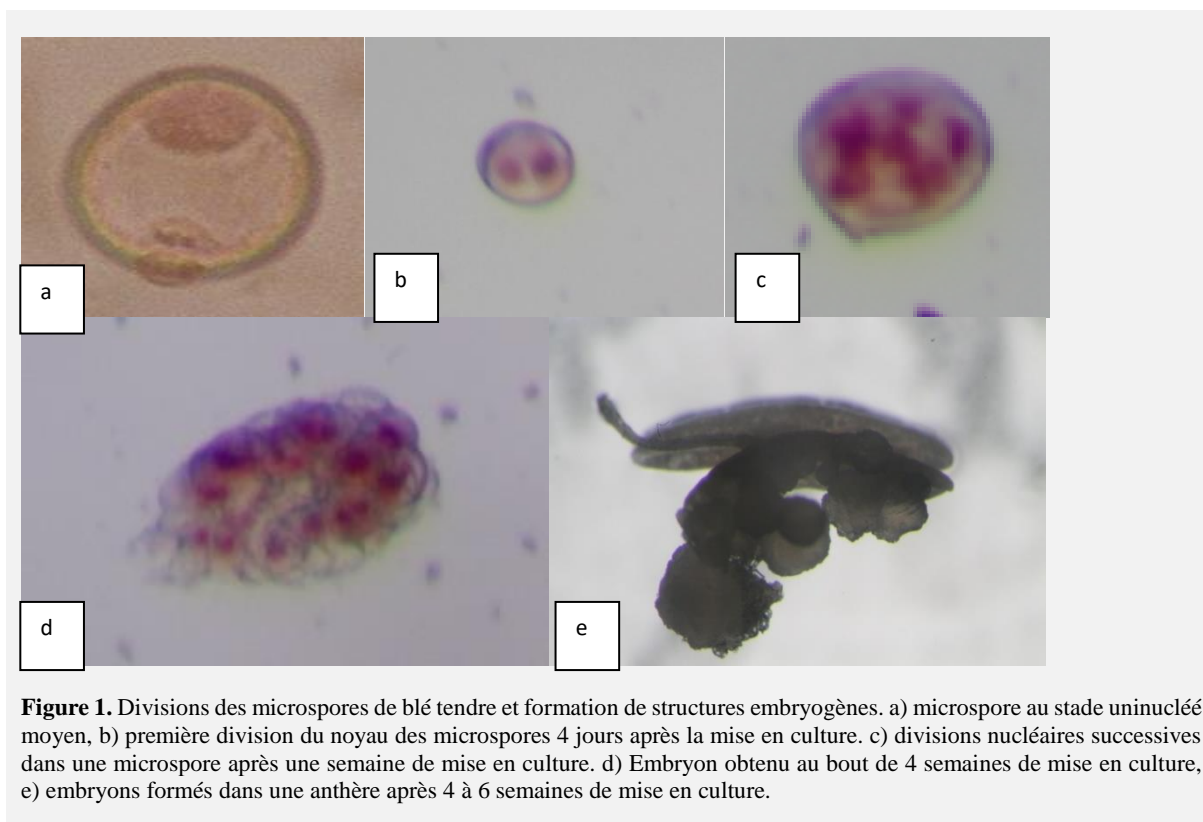 a
b
c
d
e
Figure 1. Divisions des microspores de blé tendre et formation de structures embryogènes. a) microspore au stade uninucléé
moyen, b) première division du noyau des microspores 4 jours après la mise en culture. c) divisions nucléaires successives
dans une microspore après une semaine de mise en culture. d) Embryon obtenu au bout de 4 semaines de mise en culture,
e) embryons formés dans une anthère après 4 à 6 semaines de mise en culture.